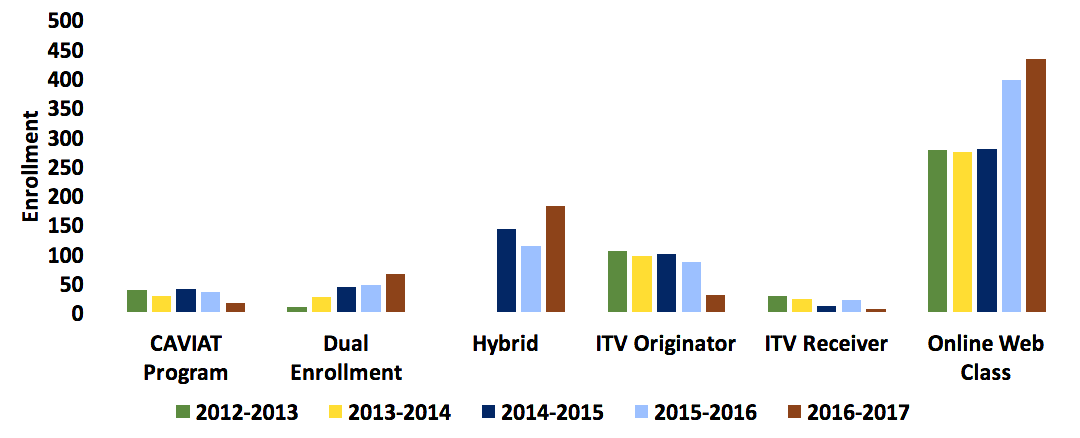 500
450
400
350
300
250
200
150
100
50
0
Enrollment
CAVIAT
Program
Dual
Enrollment
Hybrid
ITV Originator
ITV Receiver
Online Web
Class
2012-2013
2013-2014
2014-2015
2015-2016
2016-2017